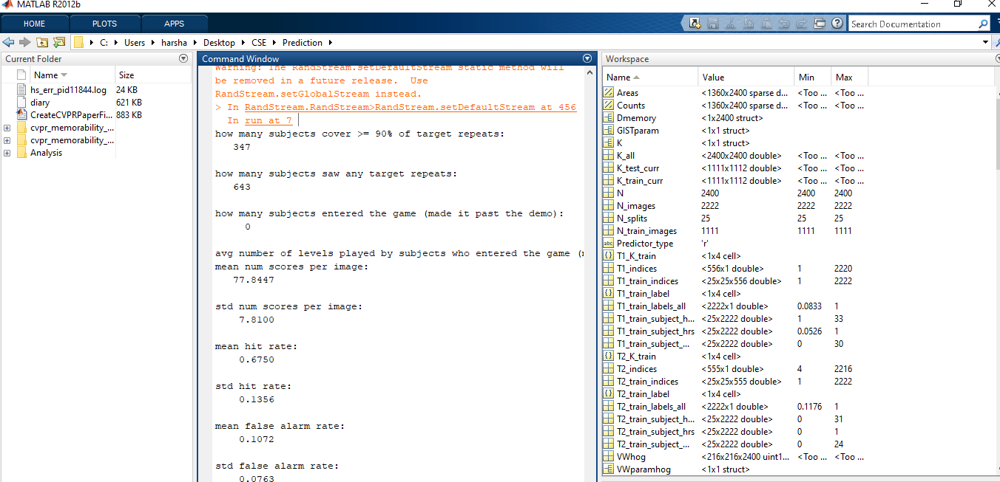 MATLAB R2012b
HOME PLOTS APPS
Search Documentation
C: Users harsha Desktop CSE Prediction
Current Folder
Name Size
hs_err_pid11844.log 24 KB
diary 621 KB
CreateCVPRPaperFi... 883 KB
cvpr_memorability_...
cvpr_memorability_...
Analysis
Command Window
Warning: The RandStream.setDefaultStream static method will
be removed in a future release. Use
RandStream.setGlobalStream instead.
> In RandStream.RandStream>RandStream.setDefaultStream at 456
In run at 7
how many subjects cover >= 90% of target repeats:
347
how many subjects saw any target repeats:
643
how many subjects entered the game (made it past the demo):
0
avg number of levels played by subjects who entered the game (
mean num scores per image:
77.8447
std num scores per image:
7.8100
mean hit rate:
0.6750
std hit rate:
0.1356
mean false alarm rate:
0.1072
std false alarm rate:
0.0763
Workspace
Name Value Min Max
Areas <1360x2400 sparse d... <Too ... <Too ...
Counts <1360x2400 sparse d... <Too ... <Too ...
Dmemory <1x2400 struct>
GISTparam <1x1 struct>
K <1x1 struct>
K_all <2400x2400 double> <Too ... <Too ...
K_test_curr <1111x1112 double> <Too ... <Too ...
K_train_curr <1111x1112 double> <Too ... <Too ...
N 2400 2400 2400
N_images 2222 2222 2222
N_splits 25 25 25
N_train_images 1111 1111 1111
abc Predictor_type 'r'
T1_K_train <1x4 cell>
T1_indices <556x1 double> 1 2220
T1_train_indices <25x25x556 double> 1 2222
T1_train_label <1x4 cell>
T1_train_labels_all <2222x1 double> 0.0833 1
T1_train_subject_h... <25x2222 double> 1 33
T1_train_subject_hrs <25x2222 double> 0.0526 1
T1_train_subject_... <25x2222 double> 0 30
T2_K_train <1x4 cell>
T2_indices <555x1 double> 4 2216
T2_train_indices <25x25x555 double> 1 2222
T2_train_label <1x4 cell>
T2_train_labels_all <2222x1 double> 0.1176 1
T2_train_subject_h... <25x2222 double> 0 31
T2_train_subject_hrs <25x2222 double> 0 1
T2_train_subject_... <25x2222 double> 0 24
VWhog <216x216x2400 uint1... <Too ... <Too ...
VWparamhog <1x1 struct>